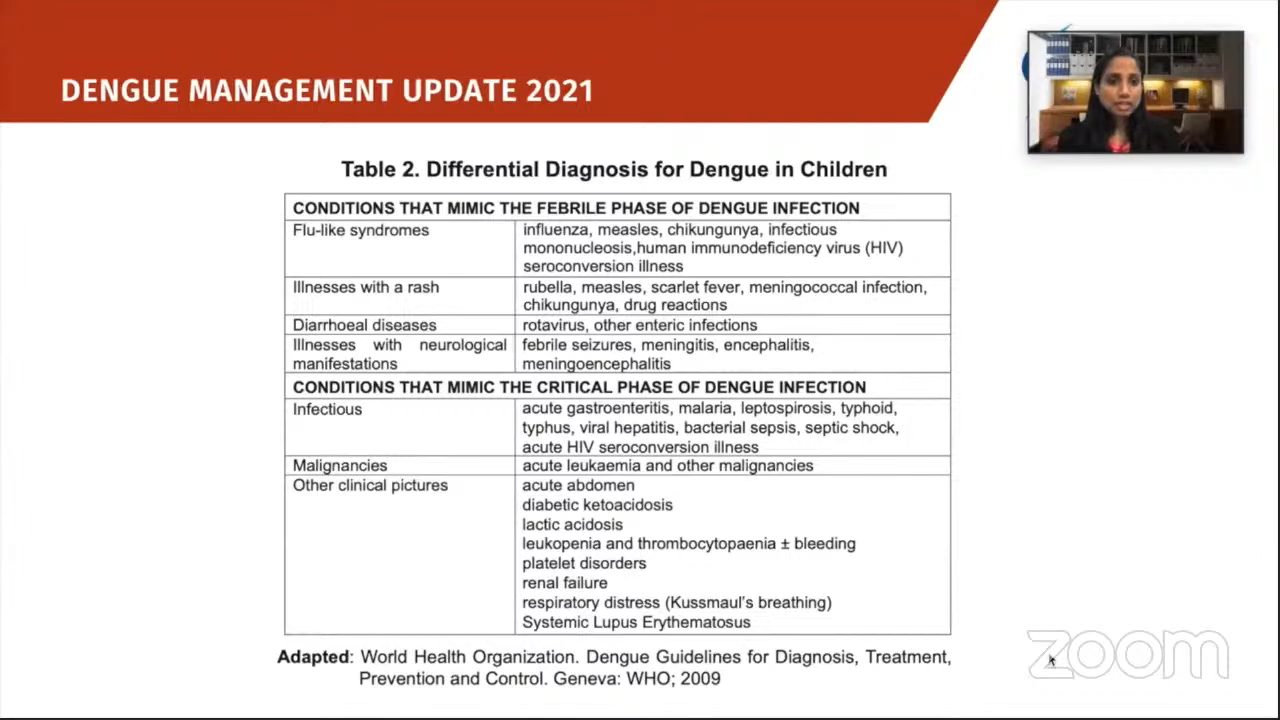 DENGUE MANAGEMENT UPDATE 2021
Table 2. Differential Diagnosis for Dengue in Children
CONDITIONS THAT MIMIC THE FEBRILE PHASE OF DENGUE INFECTION
Flu-like syndromes
influenza, measles, chikungunya, infectious
mononucleosis,human immunodeficiency virus (HIV)
seroconversion illness
Illnesses with a rash
rubella, measles, scarlet fever, meningococcal infection,
chikungunya, drug reactions
Diarrhoeal diseases
rotavirus, other enteric infections
Illnesses with neurological
manifestations
febrile seizures, meningitis, encephalitis,
meningoencephalitis
CONDITIONS THAT MIMIC THE CRITICAL PHASE OF DENGUE INFECTION
Infectious
acute gastroenteritis, malaria, leptospirosis, typhoid,
typhus, viral hepatitis, bacterial sepsis, septic shock,
acute HIV seroconversion illness
Malignancies
acute leukaemia and other malignancies
Other clinical pictures
acute abdomen
diabetic ketoacidosis
lactic acidosis
leukopenia and thrombocytopaenia ± bleeding
platelet disorders
renal failure
respiratory distress (Kussmaul's breathing)
Systemic Lupus Erythematosus
Adapted: World Health Organization. Dengue Guidelines for Diagnosis, Treatment,
Prevention and Control. Geneva: WHO; 2009
zoom